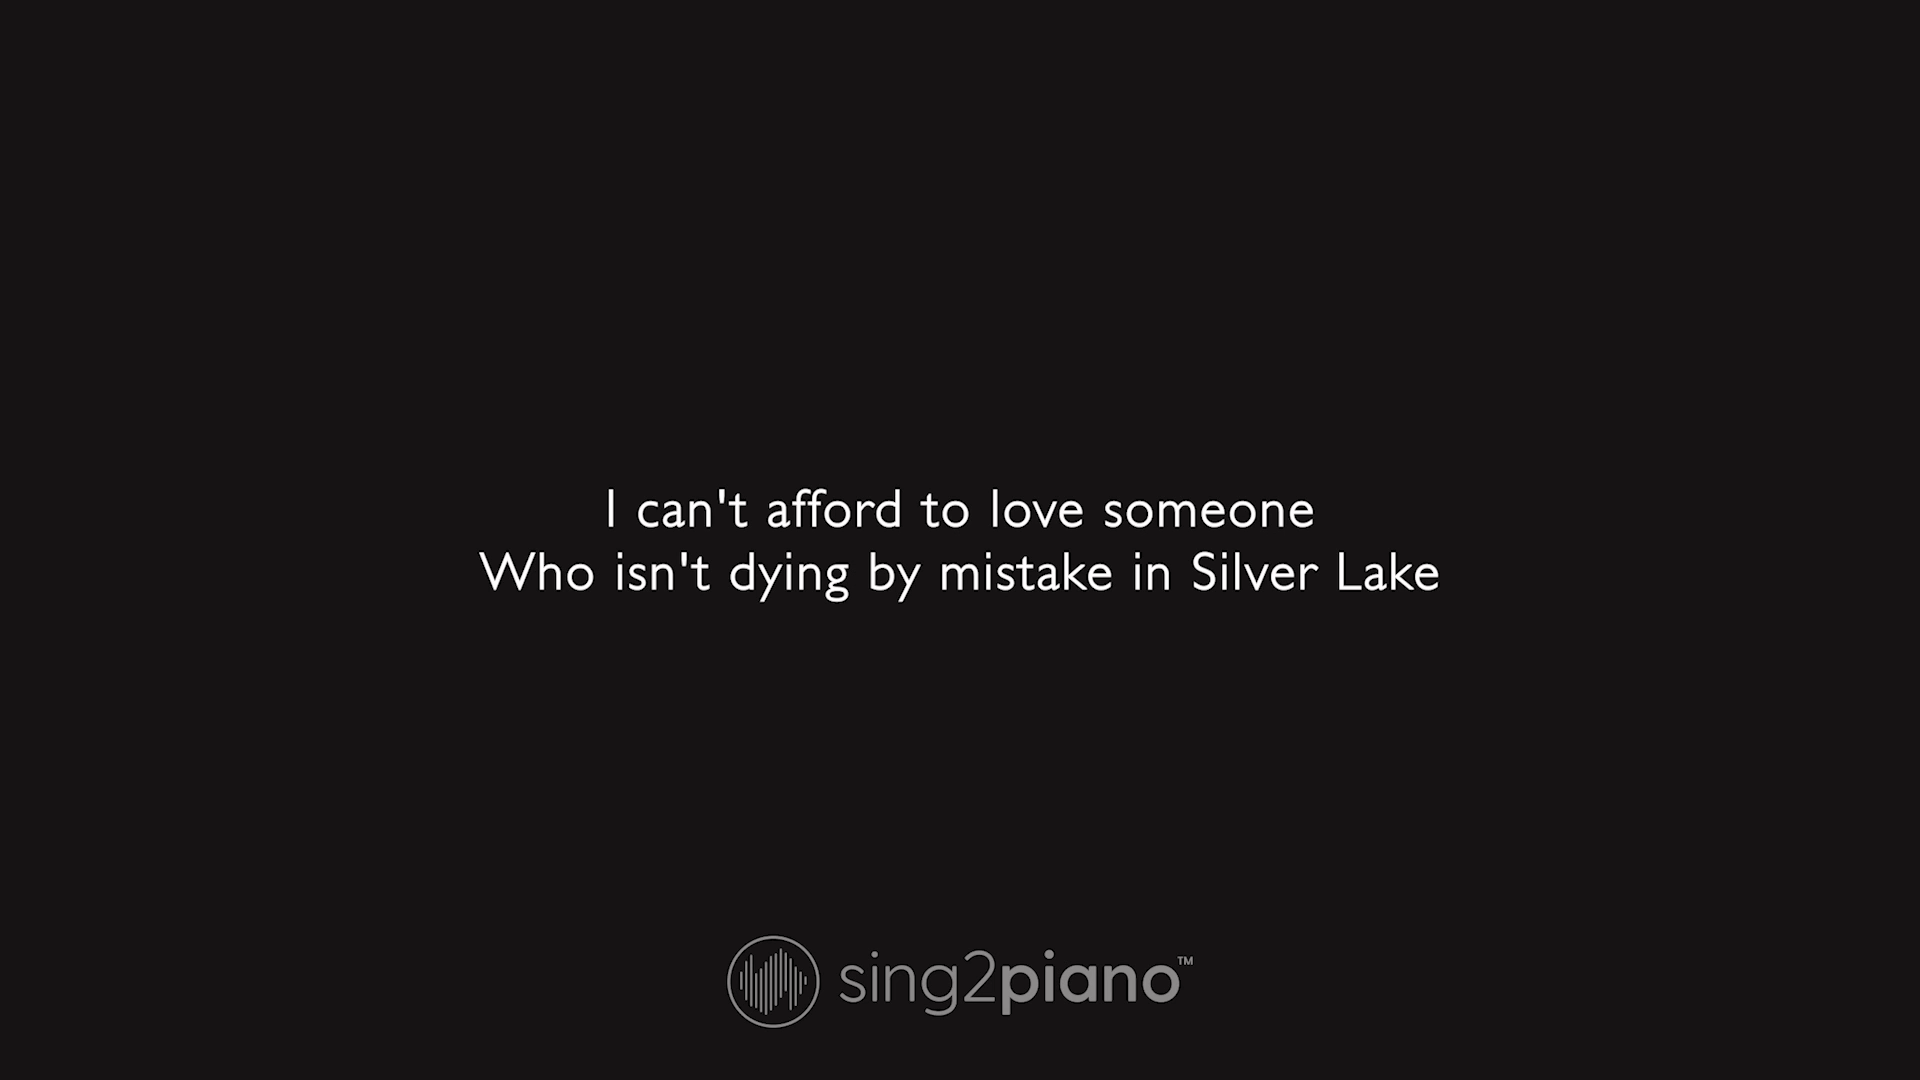 I can't afford to love someone
Who isn't dying by mistake in Silver Lake
sing2piano™